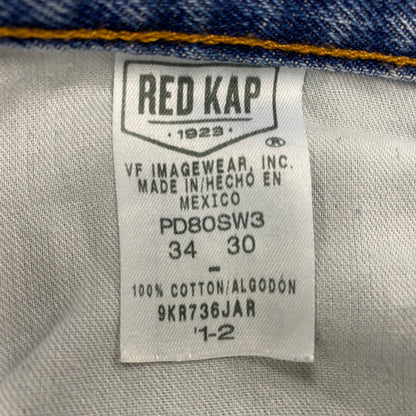 RED KAP
· 1923 ·
®
VF IMAGEWEAR, INC.
MADE IN/HECHO EN
MEXICO
PD80SW3
34 30
-
100% COTTON/ALGODÓN
9KR736JAR
'1-2